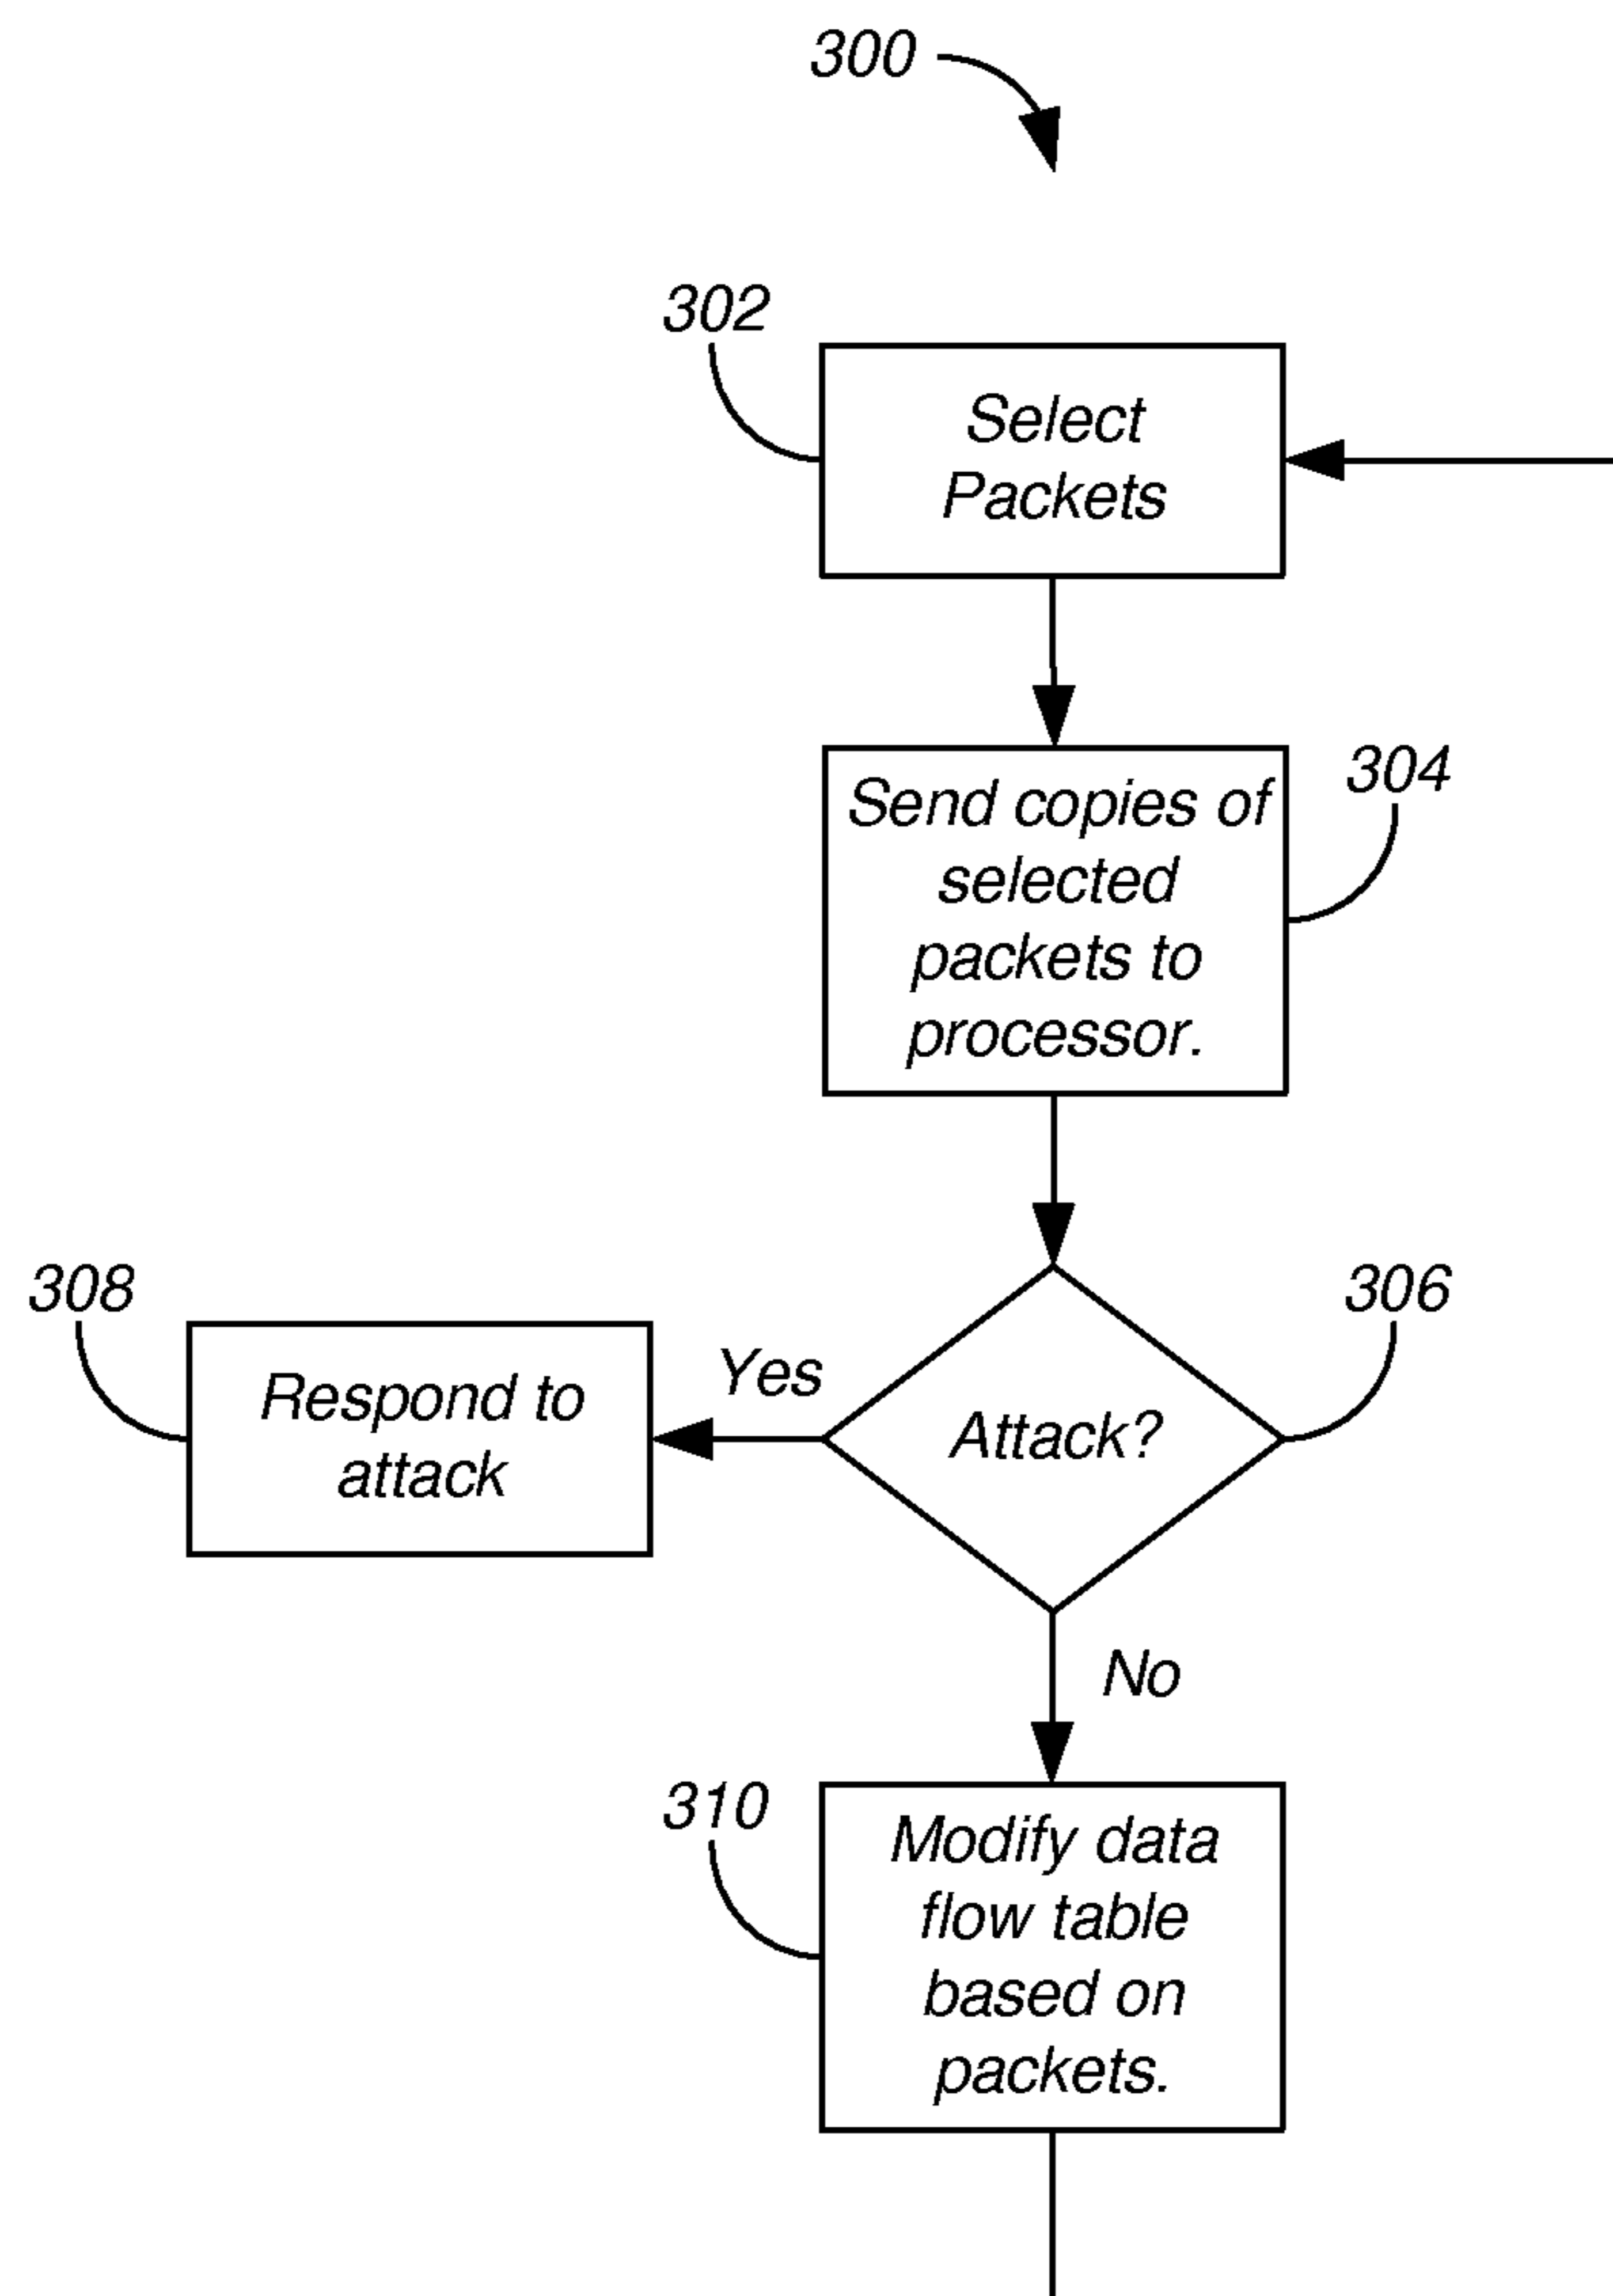 300
302
Select
Packets
304
Send copies of
selected
packets to
processor.
308
306
Respond to
attack
Yes
Attack?
No
310
Modify data
flow table
based on
packets.